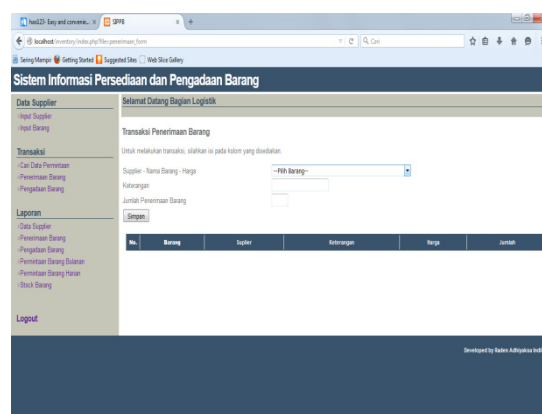 has123- Easy and convenie...
SPPB
localhost/inventory/index.php?files=penerimaan_form
Cari
Sering Mampir
Getting Started
Suggested Sites
Web Slice Gallery
Sistem Informasi Persediaan dan Pengadaan Barang
Data Supplier
Input Supplier
Input Barang
Transaksi
Cari Data Permintaan
Penerimaan Barang
Pengadaan Barang
Laporan
Data Supplier
Penerimaan Barang
Pengadaan Barang
Permintaan Barang Bulanan
Permintaan Barang Harian
Stock Barang
Logout
Selamat Datang Bagian Logistik
Transaksi Penerimaan Barang
Untuk melakukan transaksi, silahkan isi pada kolom yang disediakan.
Supplier - Nama Barang - Harga
--Pilih Barang--
Keterangan
Jumlah Penerimaan Barang
Simpan
No. Barang Suplier Keterangan Harga Jumlah
Developed by Raden Adhiyaksa Indi